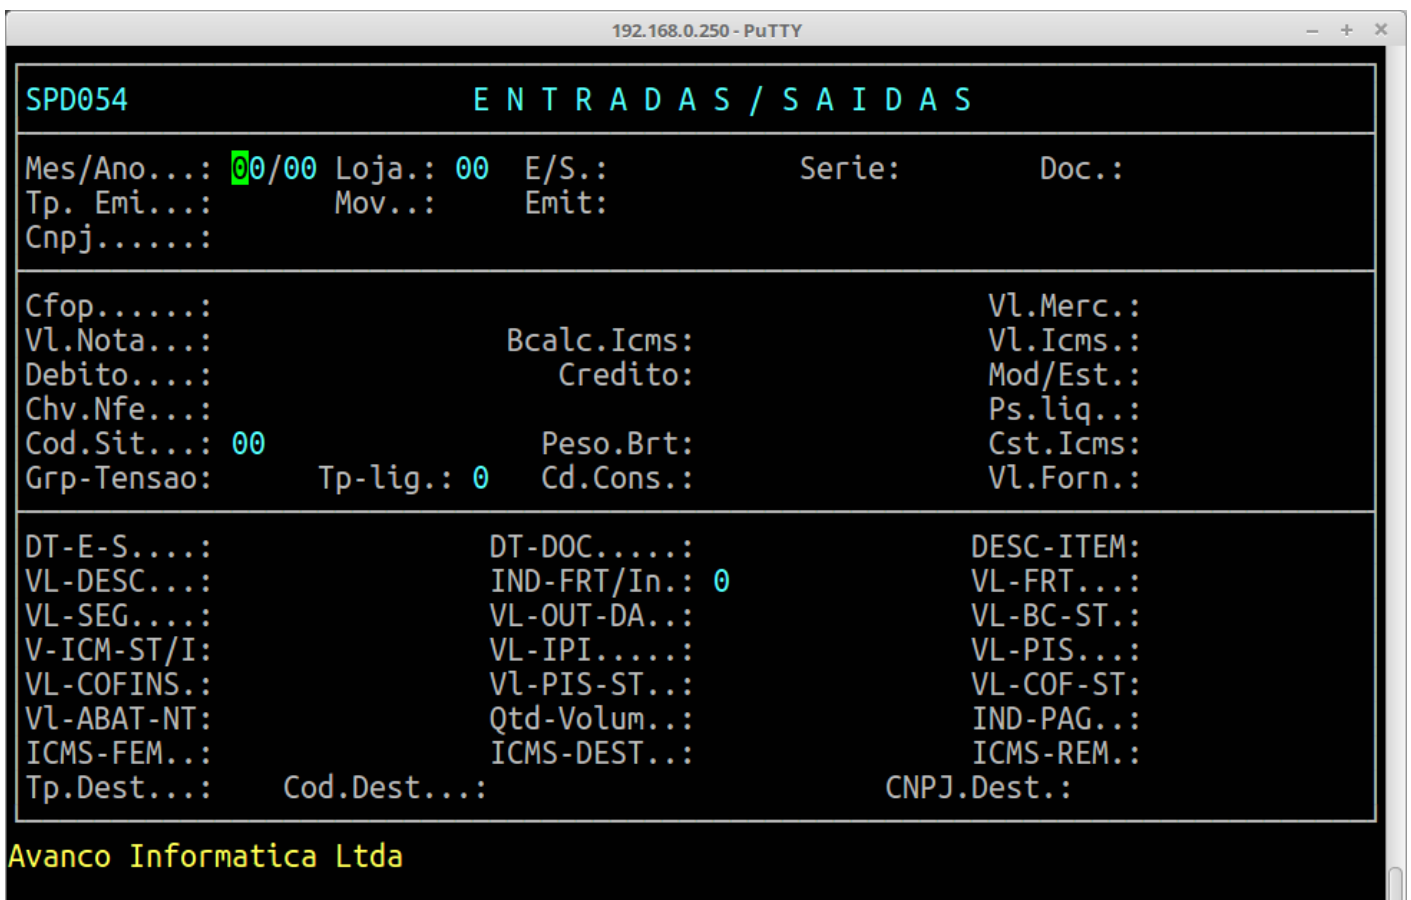 192.168.0.250 - PuTTY
SPD054 E N T R A D A S / S A I D A S
Mes/Ano...: 00/00 Loja.: 00 E/S.: Serie: Doc.:
Tp. Emi...: Mov..: Emit:
Cnpj......:
Cfop......: Vl.Merc.:
Vl.Nota...: Bcalc.Icms: Vl.Icms.:
Debito....: Credito: Mod/Est.:
Chv.Nfe...: Ps.liq..:
Cod.Sit...: 00 Peso.Brt: Cst.Icms:
Grp-Tensao: Tp-lig.: 0 Cd.Cons.: Vl.Forn.:
DT-E-S....: DT-DOC.....: DESC-ITEM:
VL-DESC...: IND-FRT/In.: 0 VL-FRT...:
VL-SEG....: VL-OUT-DA..: VL-BC-ST.:
V-ICM-ST/I: VL-IPI.....: VL-PIS...:
VL-COFINS.: Vl-PIS-ST..: VL-COF-ST:
Vl-ABAT-NT: Qtd-Volum..: IND-PAG..:
ICMS-FEM..: ICMS-DEST..: ICMS-REM.:
Tp.Dest...: Cod.Dest...: CNPJ.Dest.:
Avanco Informatica Ltda